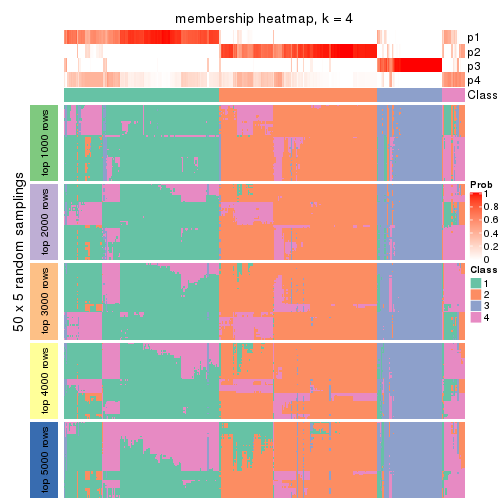 membership heatmap, k = 4
p1
p2
p3
p4
Class
50 x 5 random samplings
top 1000 rows
top 2000 rows
top 3000 rows
top 4000 rows
top 5000 rows
Prob
1
0.8
0.6
0.4
0.2
0
Class
1
2
3
4